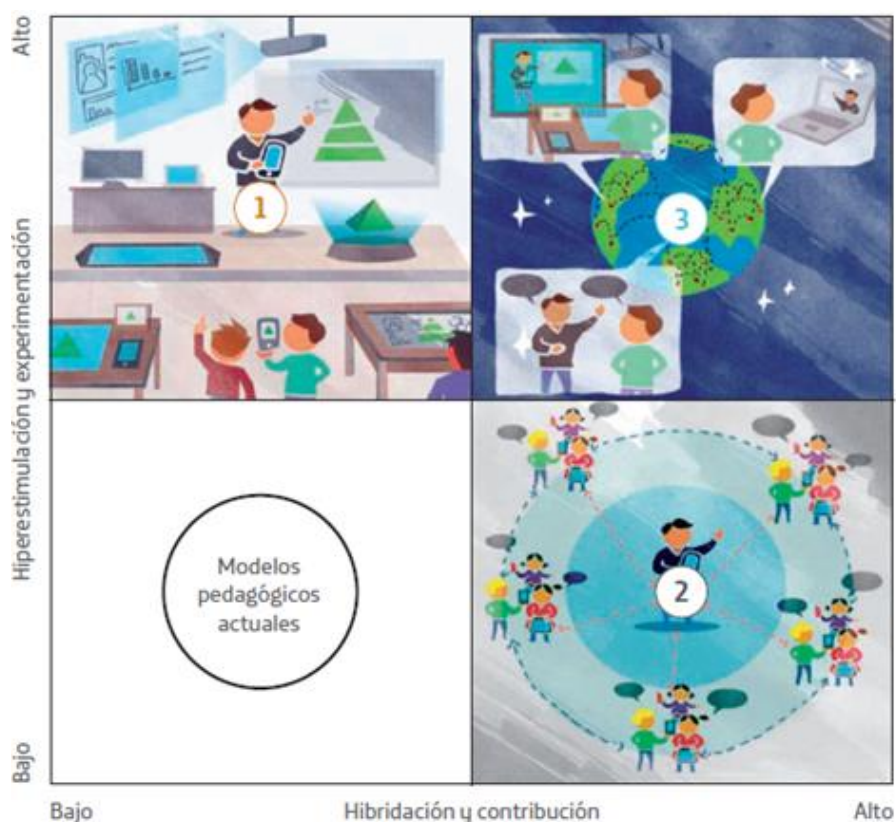 Alto
1
3
Hiperestimulación y experimentación
Modelos
pedagógicos
actuales
2
Bajo
Bajo
Hibridación y contribución
Alto